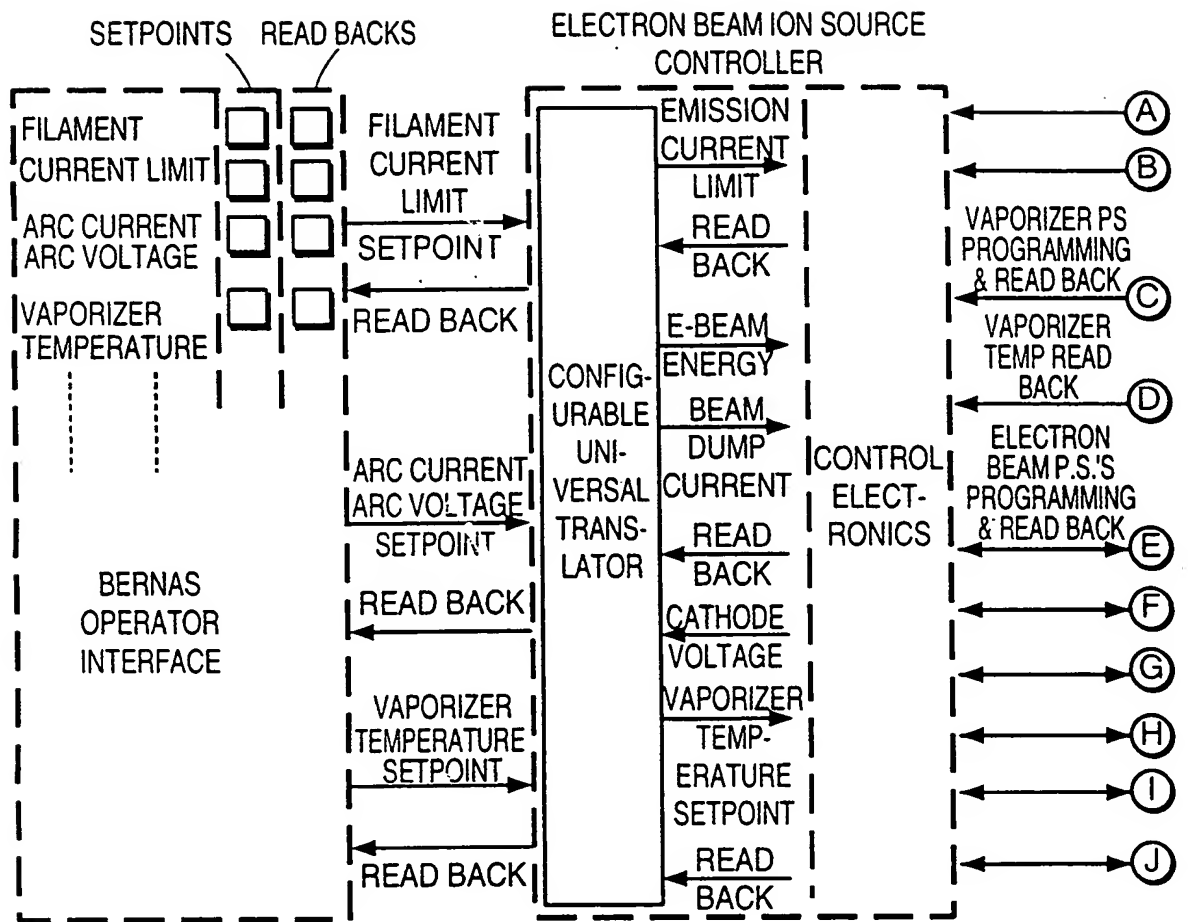 SETPOINTS READ BACKS
ELECTRON BEAM ION SOURCE
CONTROLLER
FILAMENT
CURRENT LIMIT
ARC CURRENT
ARC VOLTAGE
VAPORIZER
TEMPERATURE
BERNAS
OPERATOR
INTERFACE
FILAMENT
CURRENT
LIMIT
SETPOINT
READ BACK
ARC CURRENT
ARC VOLTAGE
SETPOINT
READ BACK
VAPORIZER
TEMPERATURE
SETPOINT
READ BACK
CONFIG-
URABLE
UNI-
VERSAL
TRANS-
LATOR
EMISSION
CURRENT
LIMIT
READ
BACK
E-BEAM
ENERGY
BEAM
DUMP
CURRENT
READ
BACK
CATHODE
VOLTAGE
VAPORIZER
TEMP-
ERATURE
SETPOINT
READ
BACK
CONTROL
ELECT-
RONICS
A
B
VAPORIZER PS
PROGRAMMING
& READ BACK
C
VAPORIZER
TEMP READ
BACK
D
ELECTRON
BEAM P.S.'S
PROGRAMMING
& READ BACK
E
F
G
H
I
J